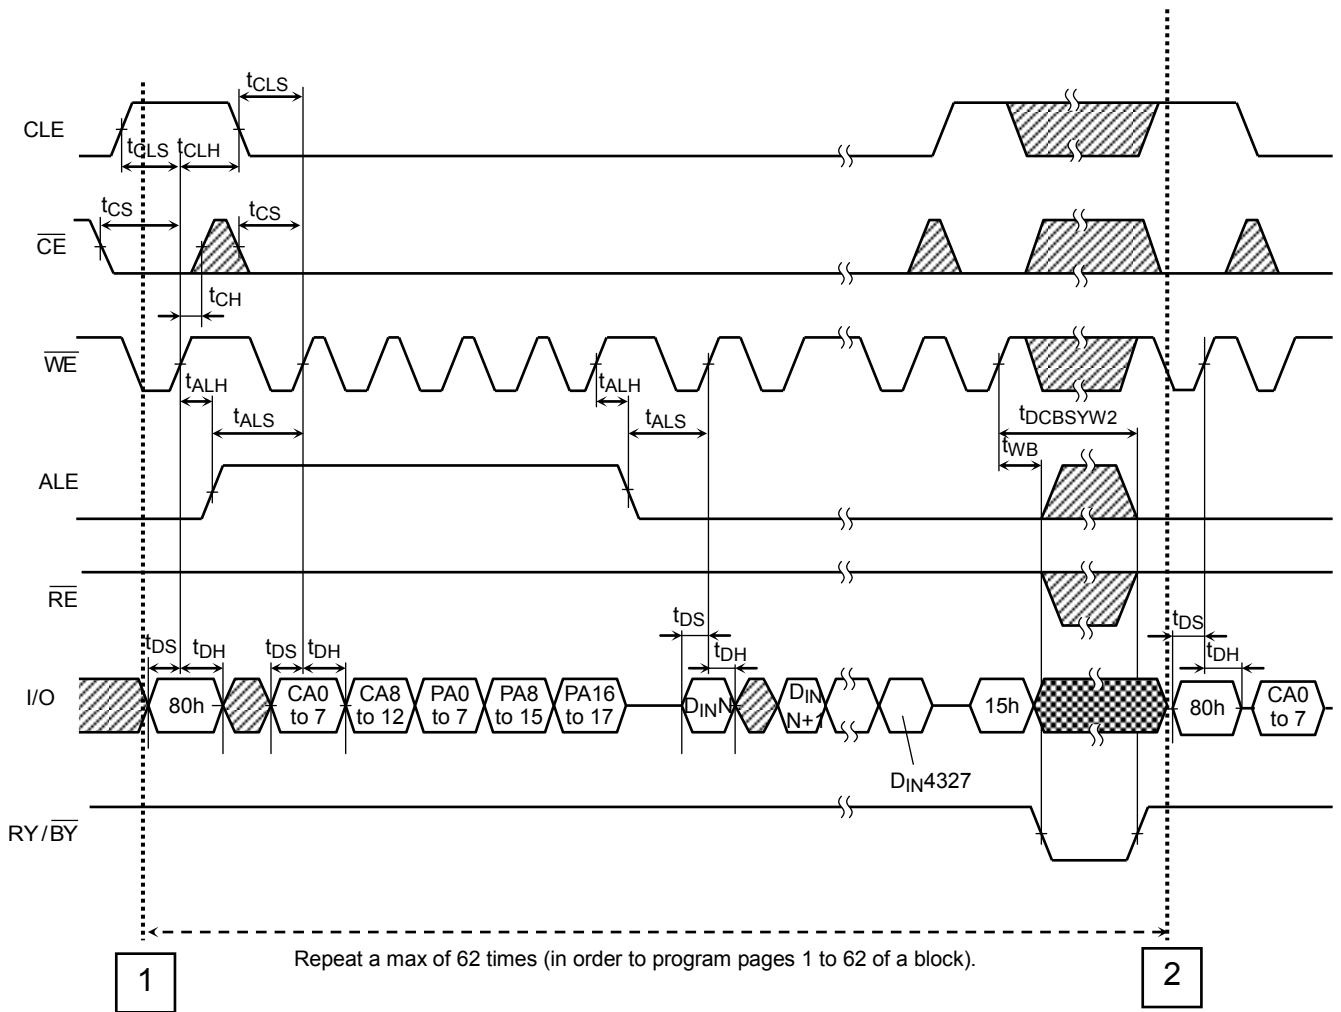 tCLS
CLE
tCLS tCLH
tCS tCS
CE
tCH
WE
tALH tALH
tALS tALS tDCBSYW2
tWB
ALE
RE
tDS tDH tDS tDH tDS tDH tDS tDH
I/O
80h
CA0 to 7
CA8 to 12
PA0 to 7
PA8 to 15
PA16 to 17
DINN
DIN N+1
15h
80h
CA0 to 7
DIN4327
RY/BY
Repeat a max of 62 times (in order to program pages 1 to 62 of a block).
1
2